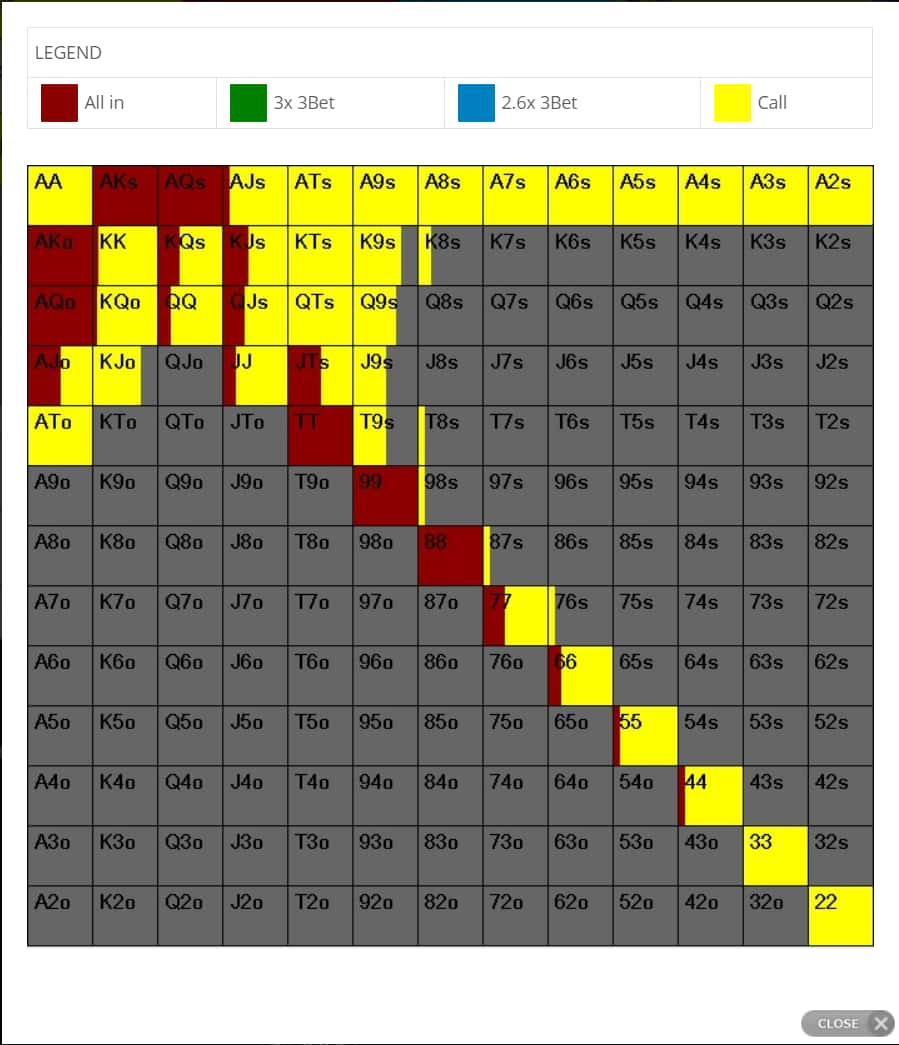 LEGEND
All in 3x 3Bet 2.6x 3Bet Call
AA AKs AQs AJs ATs A9s A8s A7s A6s A5s A4s A3s A2s
AKo KK KQs KJs KTs K9s K8s K7s K6s K5s K4s K3s K2s
AQo KQo QQ QJs QTs Q9s Q8s Q7s Q6s Q5s Q4s Q3s Q2s
AJo KJo QJo JJ JTs J9s J8s J7s J6s J5s J4s J3s J2s
ATo KTo QTo JTo TT T9s T8s T7s T6s T5s T4s T3s T2s
A9o K9o Q9o J9o T9o 99 98s 97s 96s 95s 94s 93s 92s
A8o K8o Q8o J8o T8o 98o 88 87s 86s 85s 84s 83s 82s
A7o K7o Q7o J7o T7o 97o 87o 77 76s 75s 74s 73s 72s
A6o K6o Q6o J6o T6o 96o 86o 76o 66 65s 64s 63s 62s
A5o K5o Q5o J5o T5o 95o 85o 75o 65o 55 54s 53s 52s
A4o K4o Q4o J4o T4o 94o 84o 74o 64o 54o 44 43s 42s
A3o K3o Q3o J3o T3o 93o 83o 73o 63o 53o 43o 33 32s
A2o K2o Q2o J2o T2o 92o 82o 72o 62o 52o 42o 32o 22
CLOSE